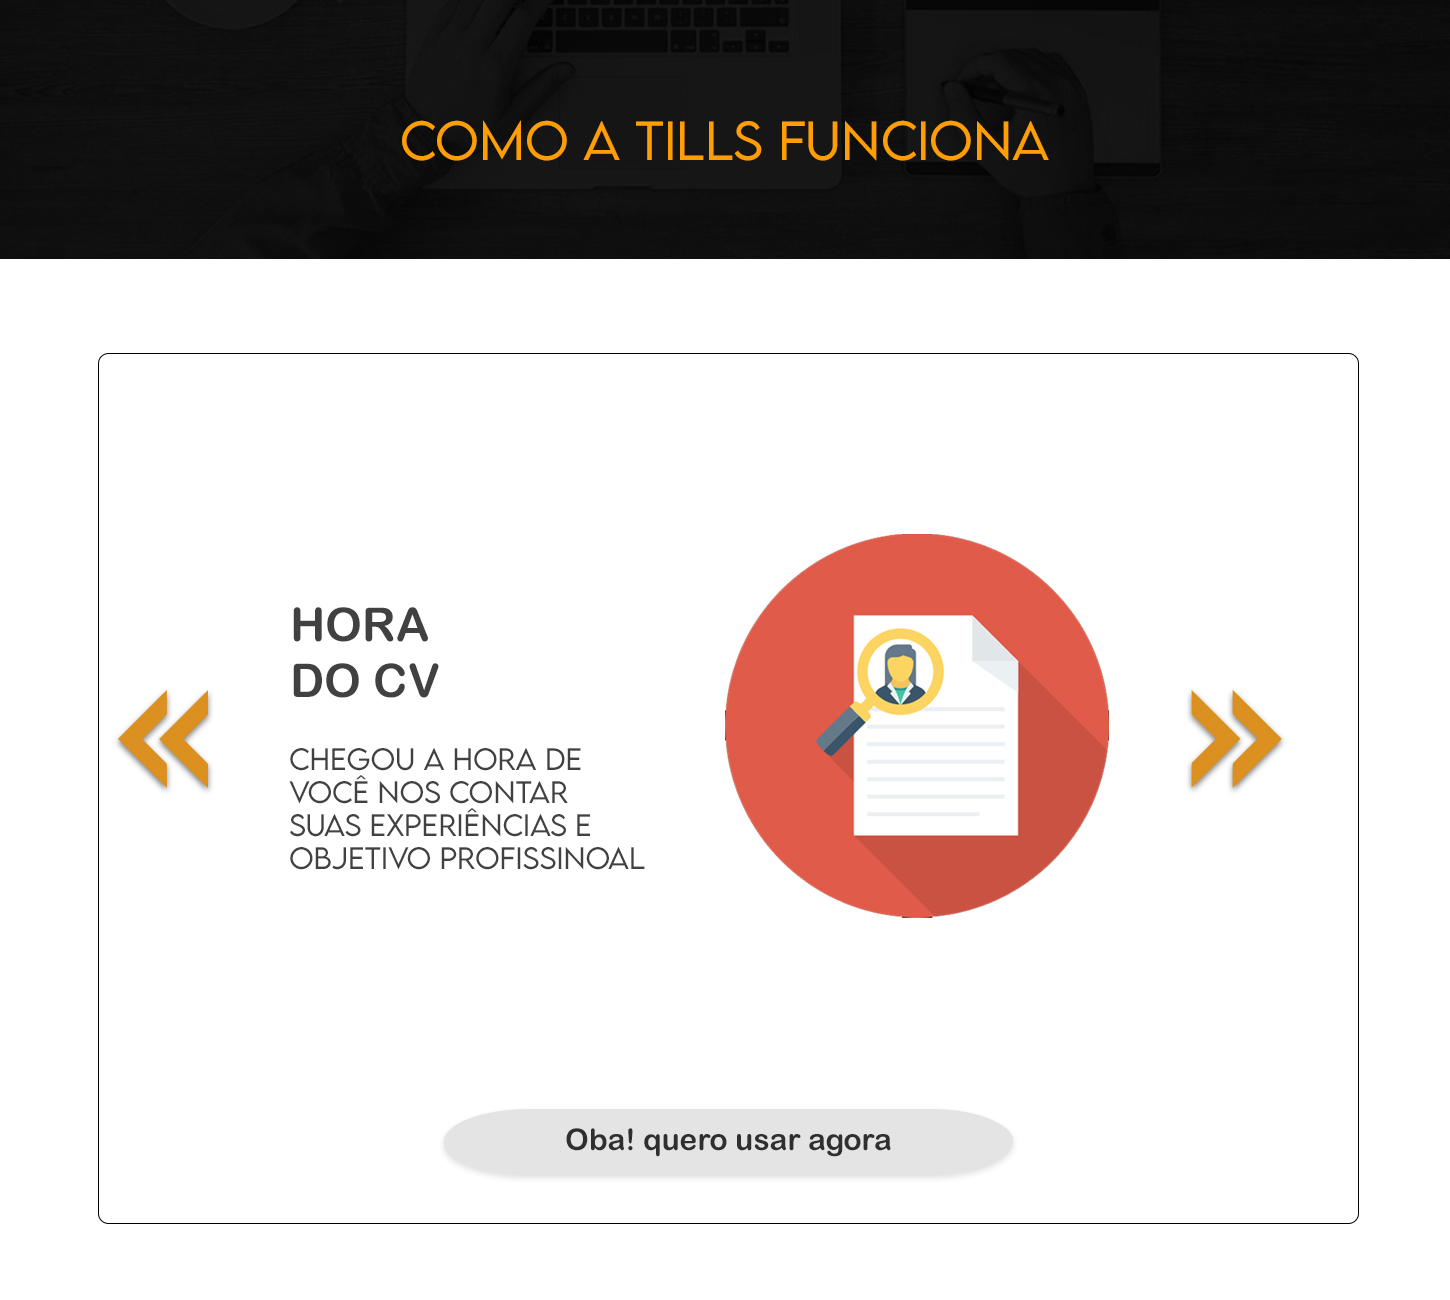 COMO A TILLS FUNCIONA
HORA
DO CV
CHEGOU A HORA DE
VOCÊ NOS CONTAR
SUAS EXPERIÊNCIAS E
OBJETIVO PROFISSINOAL
Oba! quero usar agora